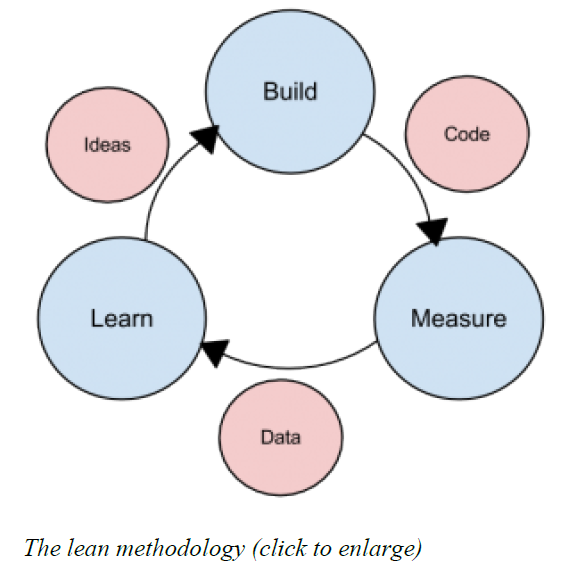 Build
Ideas
Code
Learn
Measure
Data
The lean methodology (click to enlarge)